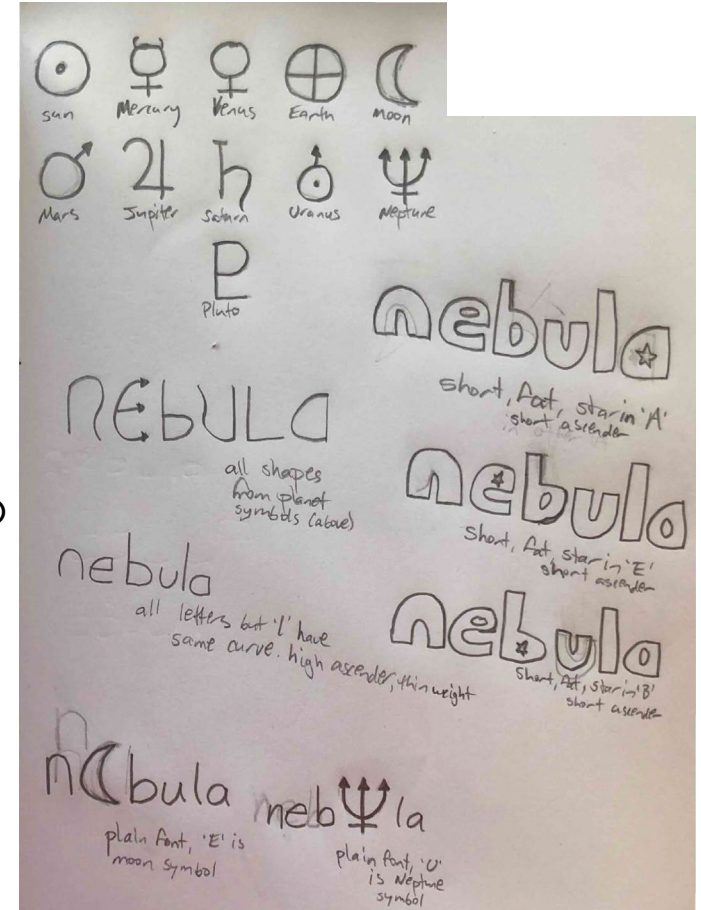 sun Mercury Venus Earth Moon
Mars Jupiter Saturn Uranus Neptune
Pluto
nebula
short, fat, star in 'A'
short ascender
nEbULa
all shapes
from planet
symbols (above)
nebula
short, fat, star in 'E'
short ascender
nebula
all letters but 'l' have
same curve. high ascender, thin weight
nebula
short, fat, star in 'B'
short ascender
n☾bula
plain font, 'E' is
moon symbol
neb♆la
plain font, 'U'
is Neptune
symbol